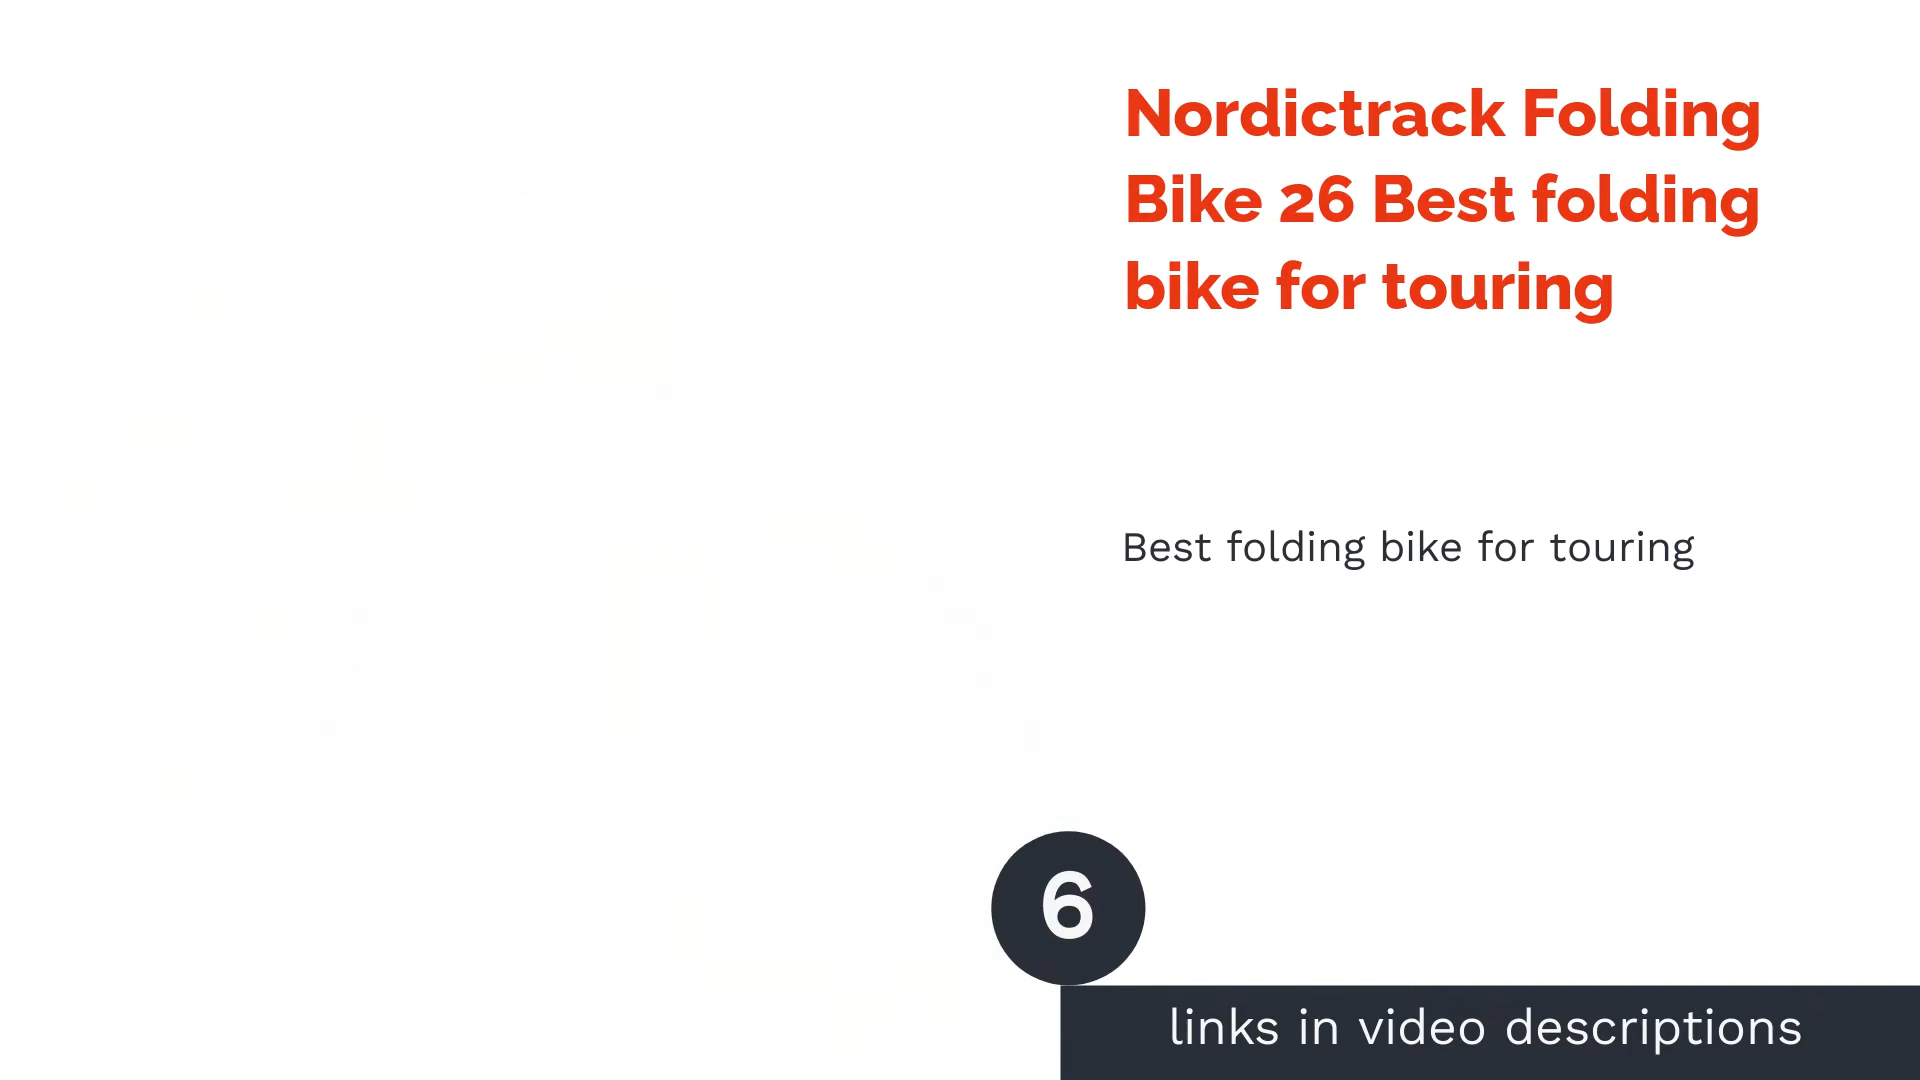 Nordictrack Folding
Bike 26 Best folding
bike for touring
Best folding bike for touring
6
links in video descriptions